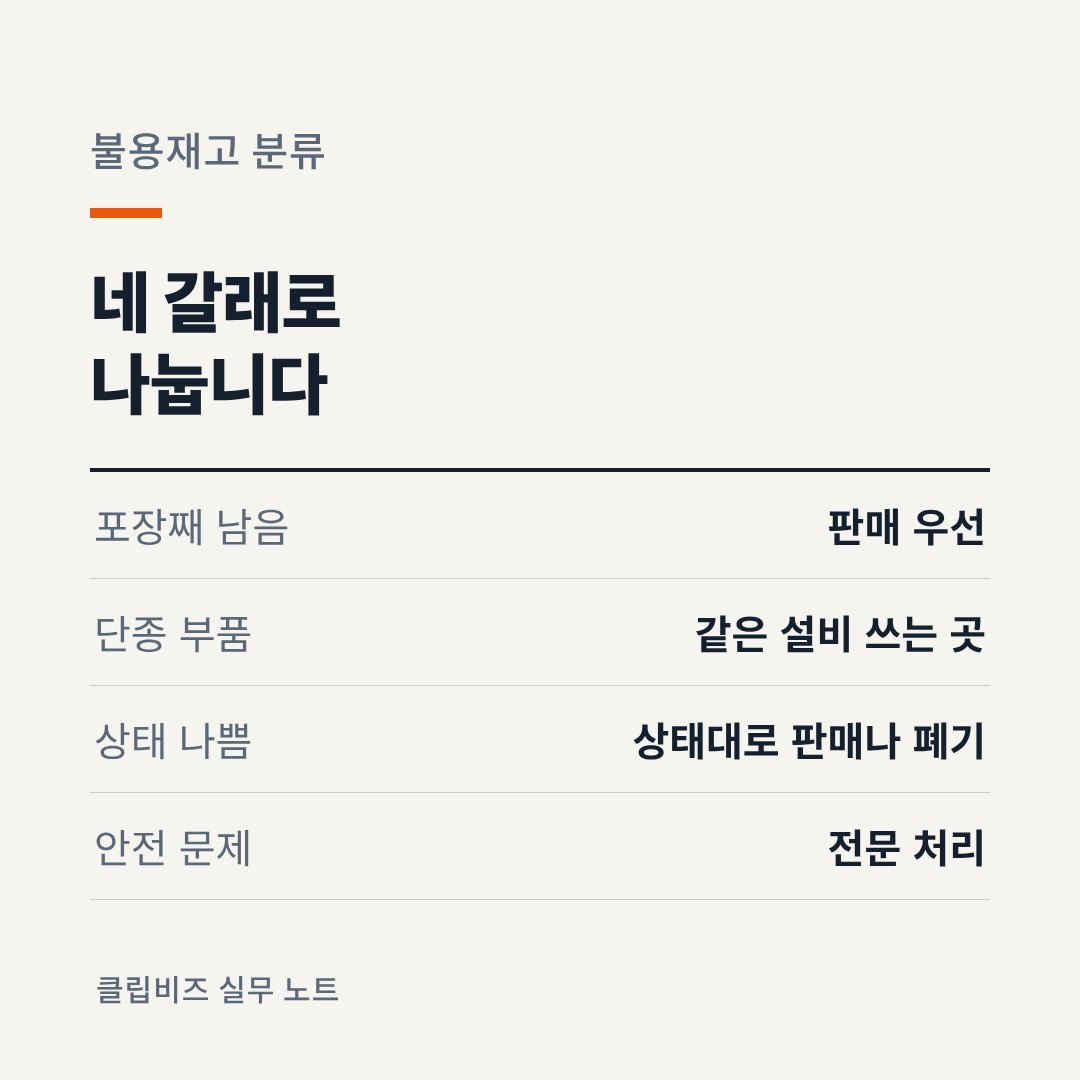 불용재고 분류
네 갈래로
나눕니다
포장째 남음 판매 우선
단종 부품 같은 설비 쓰는 곳
상태 나쁨 상태대로 판매나 폐기
안전 문제 전문 처리
클립비즈 실무 노트